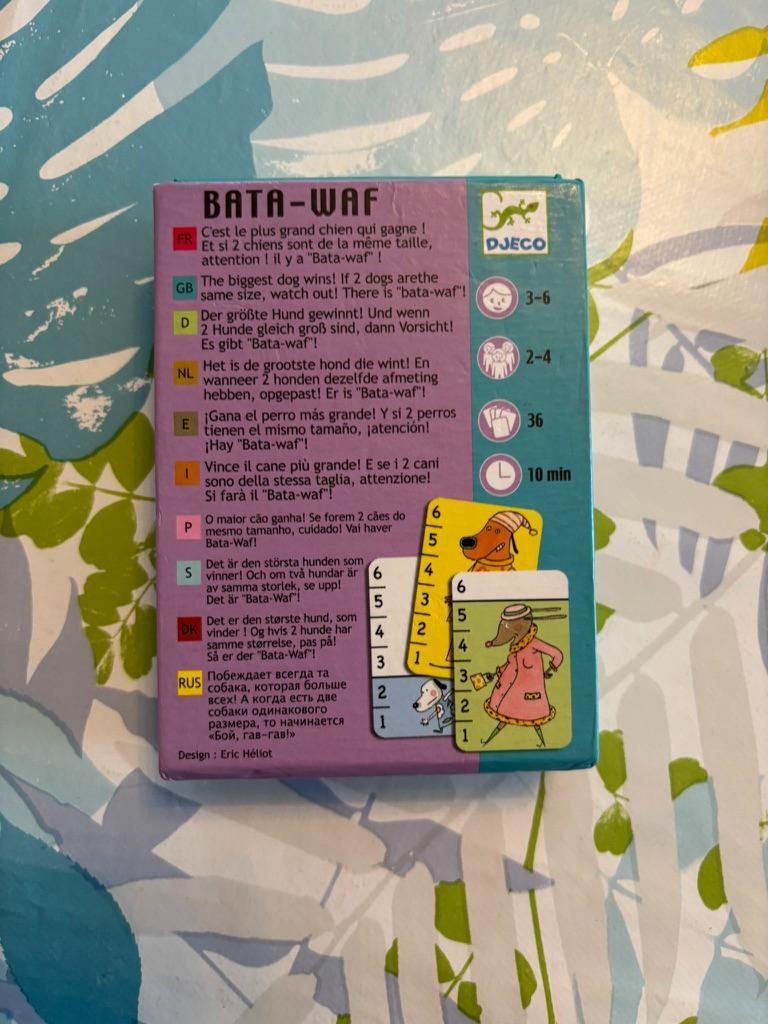 BATA-WAF
FR C'est le plus grand chien qui gagne !
Et si 2 chiens sont de la même taille,
attention ! il y a "Bata-waf" !
GB The biggest dog wins! If 2 dogs arethe
same size, watch out! There is "bata-waf"!
D Der größte Hund gewinnt! Und wenn
2 Hunde gleich groß sind, dann Vorsicht!
Es gibt "Bata-waf"!
NL Het is de grootste hond die wint! En
wanneer 2 honden dezelfde afmeting
hebben, opgepast! Er is "Bata-waf"!
E ¡Gana el perro más grande! Y si 2 perros
tienen el mismo tamaño, ¡atención!
¡Hay "Bata-waf"!
I Vince il cane più grande! E se i 2 cani
sono della stessa taglia, attenzione!
Si farà il "Bata-waf"!
P O maior cão ganha! Se forem 2 cães do
mesmo tamanho, cuidado! Vai haver
Bata-Waf!
S Det är den största hunden som
vinner! Och om två hundar är
av samma storlek, se upp!
Det är "Bata-Waf"!
DK Det er den største hund, som
vinder ! Og hvis 2 hunde har
samme størrelse, pas på!
Så er der "Bata-Waf"!
RUS Побеждает всегда та
собака, которая больше
всех! А когда есть две
собаки одинакового
размера, то начинается
«Бой, гав-гав!»
Design : Eric Héliot
DJECO
3-6
2-4
36
10 min
6
5
4
3
2
1
6
5
4
3
2
1
6
5
4
3
2
1